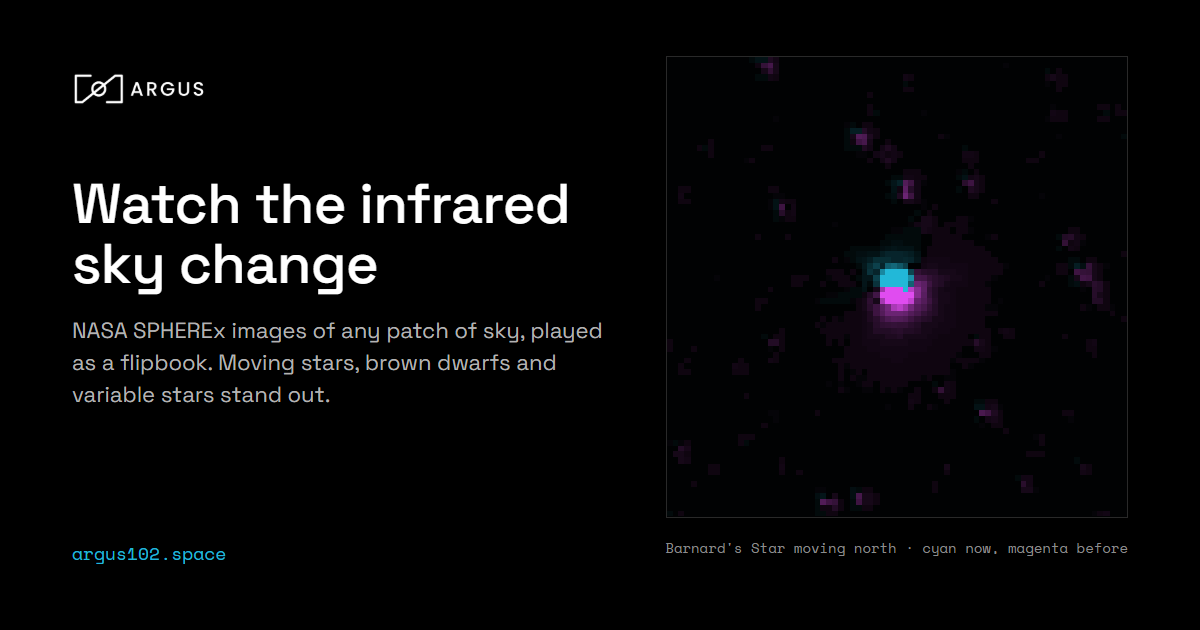 ARGUS
Watch the infrared
sky change
NASA SPHEREx images of any patch of sky, played
as a flipbook. Moving stars, brown dwarfs and
variable stars stand out.
argus102.space
Barnard's Star moving north · cyan now, magenta before